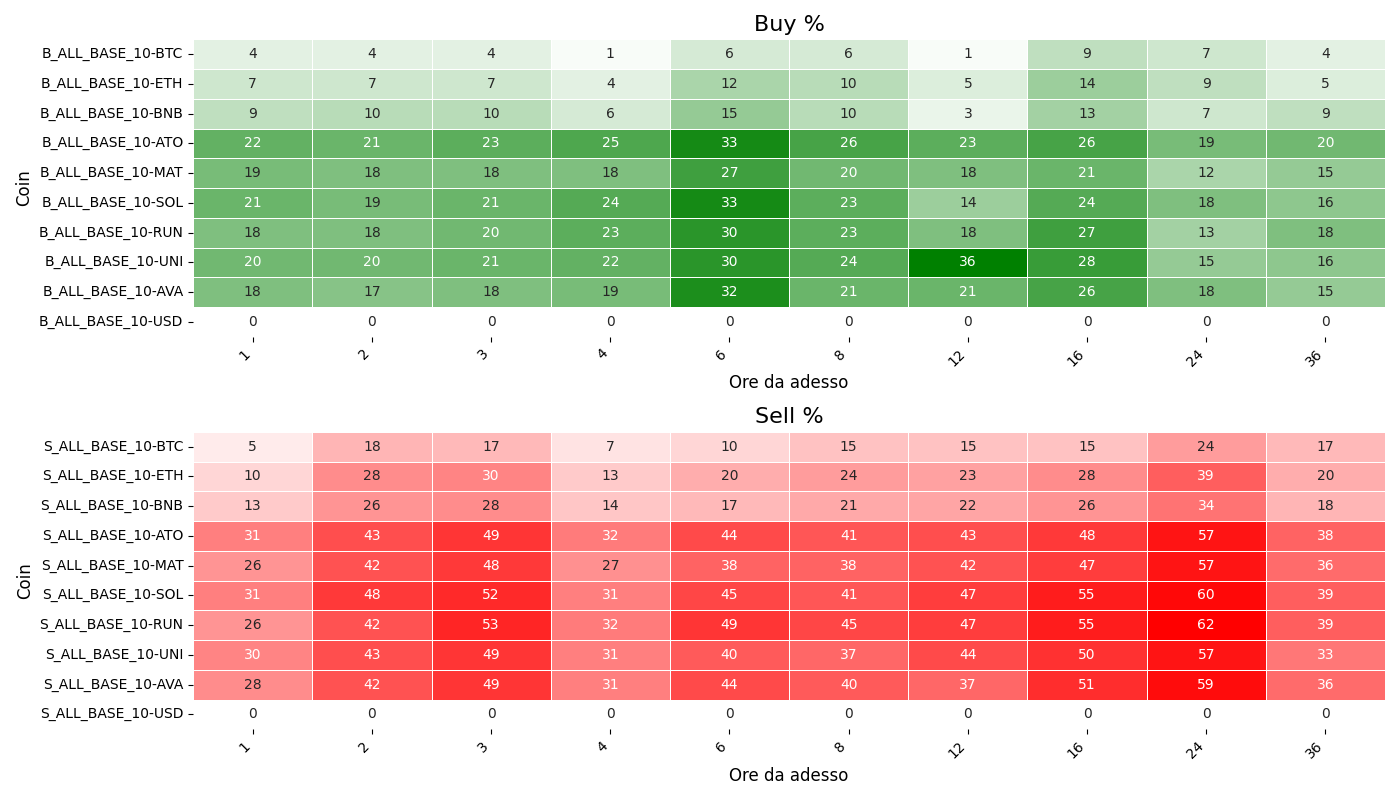 Buy %
Coin
B_ALL_BASE_10-BTC 4 4 4 1 6 6 1 9 7 4
B_ALL_BASE_10-ETH 7 7 7 4 12 10 5 14 9 5
B_ALL_BASE_10-BNB 9 10 10 6 15 10 3 13 7 9
B_ALL_BASE_10-ATO 22 21 23 25 33 26 23 26 19 20
B_ALL_BASE_10-MAT 19 18 18 18 27 20 18 21 12 15
B_ALL_BASE_10-SOL 21 19 21 24 33 23 14 24 18 16
B_ALL_BASE_10-RUN 18 18 20 23 30 23 18 27 13 18
B_ALL_BASE_10-UNI 20 20 21 22 30 24 36 28 15 16
B_ALL_BASE_10-AVA 18 17 18 19 32 21 21 26 18 15
B_ALL_BASE_10-USD 0 0 0 0 0 0 0 0 0 0
1 2 3 4 6 8 12 16 24 36
Ore da adesso
Sell %
Coin
S_ALL_BASE_10-BTC 5 18 17 7 10 15 15 15 24 17
S_ALL_BASE_10-ETH 10 28 30 13 20 24 23 28 39 20
S_ALL_BASE_10-BNB 13 26 28 14 17 21 22 26 34 18
S_ALL_BASE_10-ATO 31 43 49 32 44 41 43 48 57 38
S_ALL_BASE_10-MAT 26 42 48 27 38 38 42 47 57 36
S_ALL_BASE_10-SOL 31 48 52 31 45 41 47 55 60 39
S_ALL_BASE_10-RUN 26 42 53 32 49 45 47 55 62 39
S_ALL_BASE_10-UNI 30 43 49 31 40 37 44 50 57 33
S_ALL_BASE_10-AVA 28 42 49 31 44 40 37 51 59 36
S_ALL_BASE_10-USD 0 0 0 0 0 0 0 0 0 0
1 2 3 4 6 8 12 16 24 36
Ore da adesso